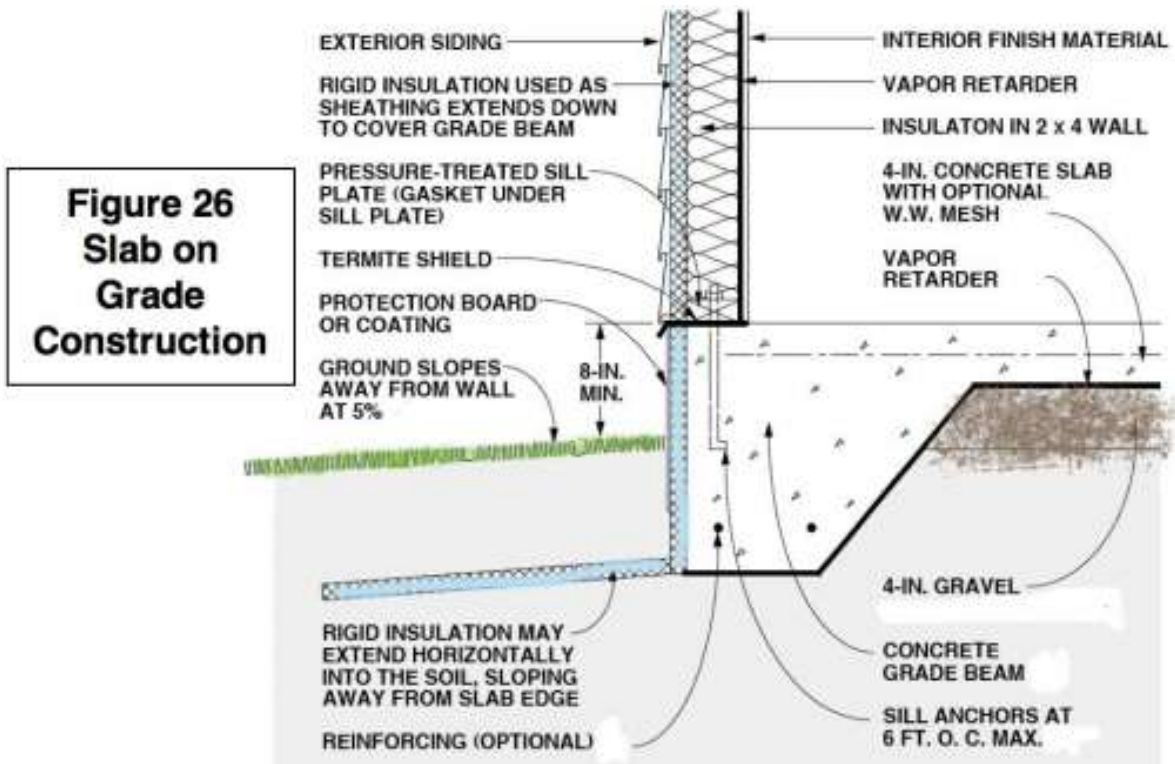 Figure 26
Slab on
Grade
Construction
EXTERIOR SIDING
RIGID INSULATION USED AS
SHEATHING EXTENDS DOWN
TO COVER GRADE BEAM
PRESSURE-TREATED SILL
PLATE (GASKET UNDER
SILL PLATE)
TERMITE SHIELD
PROTECTION BOARD
OR COATING
GROUND SLOPES
AWAY FROM WALL
AT 5%
8-IN.
MIN.
RIGID INSULATION MAY
EXTEND HORIZONTALLY
INTO THE SOIL, SLOPING
AWAY FROM SLAB EDGE
REINFORCING (OPTIONAL)
INTERIOR FINISH MATERIAL
VAPOR RETARDER
INSULATON IN 2 x 4 WALL
4-IN. CONCRETE SLAB
WITH OPTIONAL
W.W. MESH
VAPOR
RETARDER
4-IN. GRAVEL
CONCRETE
GRADE BEAM
SILL ANCHORS AT
6 FT. O. C. MAX.